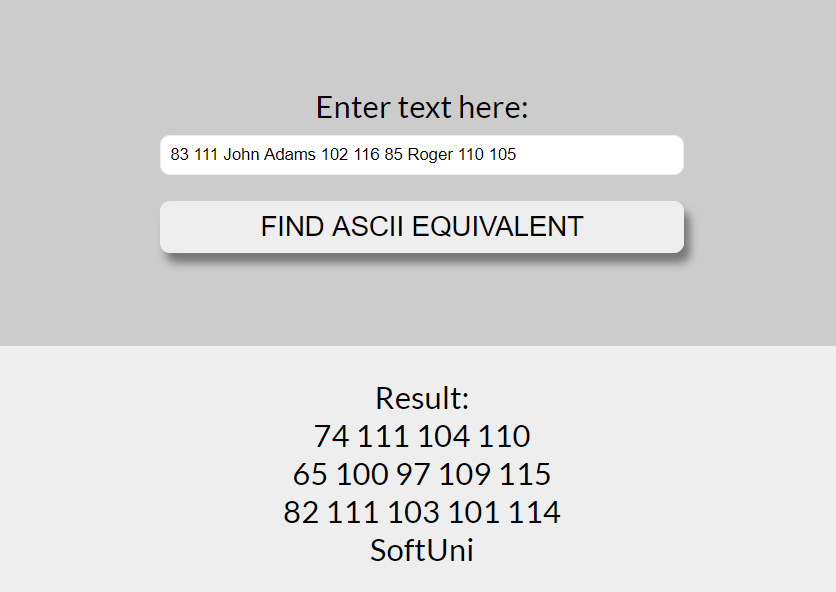 Enter text here:
83 111 John Adams 102 116 85 Roger 110 105
FIND ASCII EQUIVALENT
Result:
74 111 104 110
65 100 97 109 115
82 111 103 101 114
SoftUni